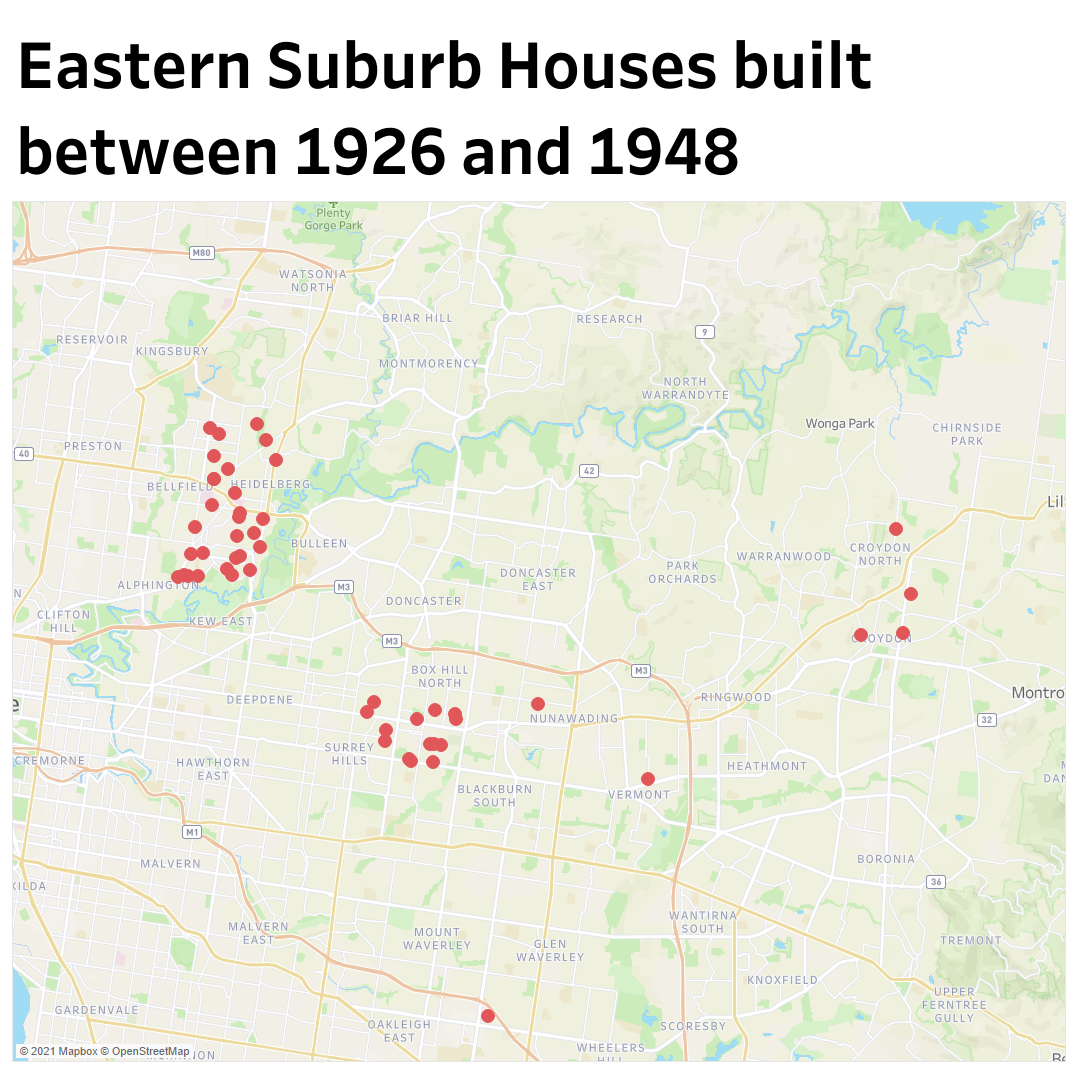 Eastern Suburb Houses built
between 1926 and 1948
Plenty
Gorge Park
M80
WATSONIA
NORTH
BRIAR HILL
RESEARCH
9
RESERVOIR
KINGSBURY
MONTMORENCY
NORTH
WARRANDYTE
Wonga Park
CHIRNSIDE
PARK
PRESTON
40
42
BELLFIELD
HEIDELBERG
Lil
BULLEEN
CROYDON
NORTH
WARRANWOOD
PARK
ORCHARDS
DONCASTER
EAST
ALPHINGTON
M3
N
DONCASTER
CLIFTON
HILL
KEW EAST
M3
CROYDON
BOX HILL
NORTH
M3
DEEPDENE
RINGWOOD
Montro
e
NUNAWADING
32
SURREY
HILLS
CREMORNE
HAWTHORN
EAST
HEATHMONT
DAN
BLACKBURN
SOUTH
VERMONT
M1
MALVERN
BORONIA
KILDA
36
WANTIRNA
SOUTH
MALVERN
EAST
MOUNT
WAVERLEY
GLEN
WAVERLEY
TREMONT
KNOXFIELD
UPPER
FERNTREE
GULLY
GARDENVALE
OAKLEIGH
EAST
SCORESBY
WHEELERS
HILL
© 2021 Mapbox © OpenStreetMap